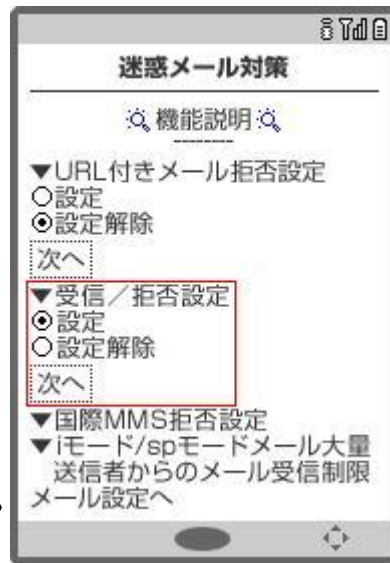 迷惑メール対策
機能説明
▼URL付きメール拒否設定
○設定
◉設定解除
次へ
▼受信／拒否設定
◉設定
○設定解除
次へ
▼国際MMS拒否設定
▼iモード/spモードメール大量
送信者からのメール受信制限
メール設定へ